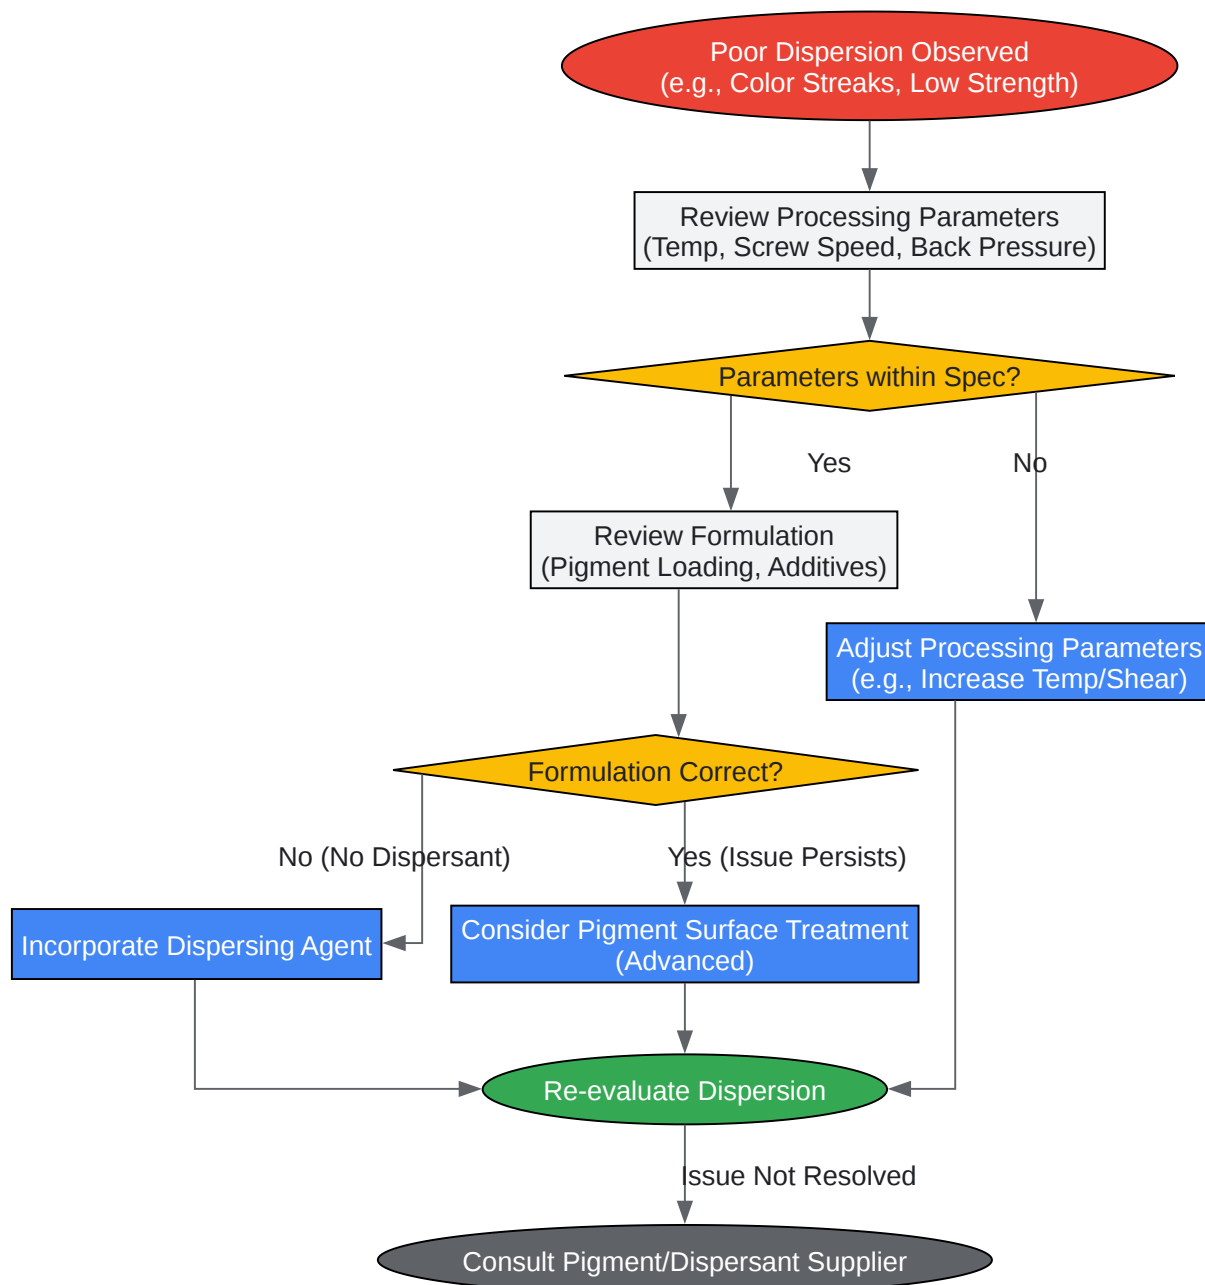 Poor Dispersion Observed
(e.g., Color Streaks, Low Strength)
Review Processing Parameters
(Temp, Screw Speed, Back Pressure)
Parameters within Spec?
Yes
No
Review Formulation
(Pigment Loading, Additives)
Adjust Processing Parameters
(e.g., Increase Temp/Shear)
Formulation Correct?
No (No Dispersant)
Yes (Issue Persists)
Incorporate Dispersing Agent
Consider Pigment Surface Treatment
(Advanced)
Re-evaluate Dispersion
Issue Not Resolved
Consult Pigment/Dispersant Supplier